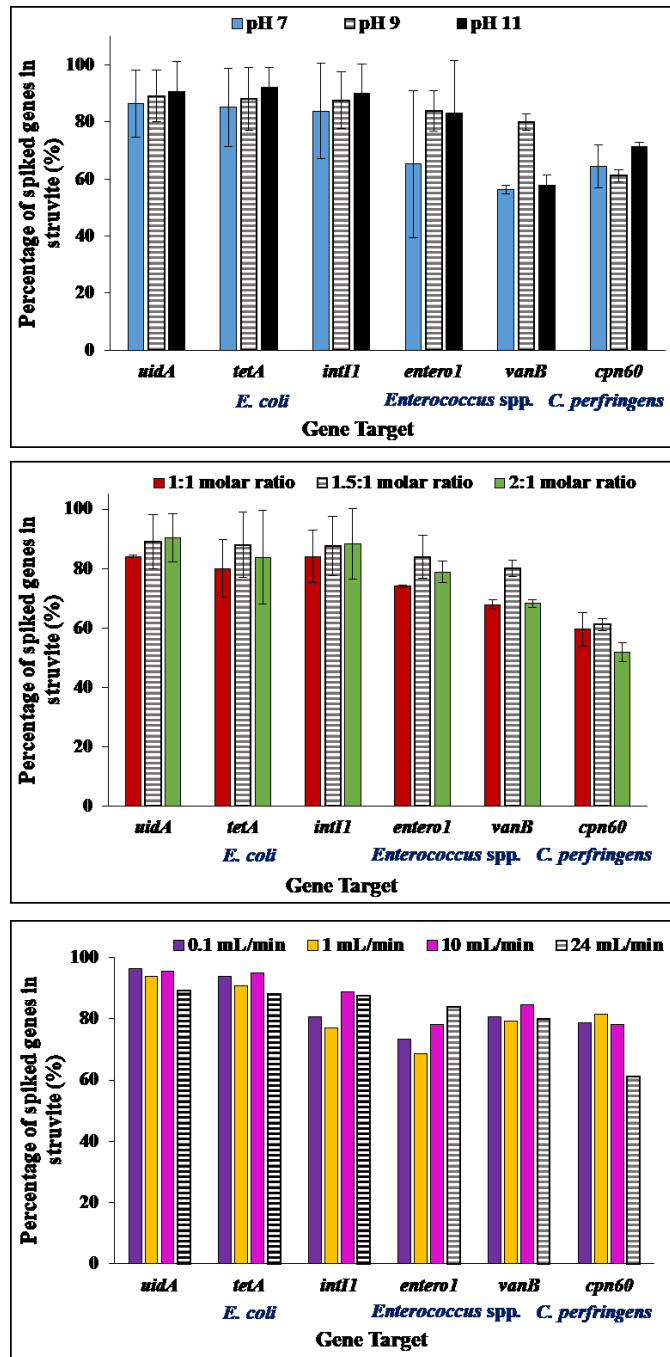 pH 7 pH 9 pH 11
Percentage of spiked genes in
struvite (%)
100
80
60
40
20
0
uidA tetA intI1 entero1 vanB cpn60
E. coli Enterococcus spp. C. perfringens
Gene Target
1:1 molar ratio 1.5:1 molar ratio 2:1 molar ratio
Percentage of spiked genes in
struvite (%)
100
80
60
40
20
0
uidA tetA intI1 entero1 vanB cpn60
E. coli Enterococcus spp. C. perfringens
Gene Target
0.1 mL/min 1 mL/min 10 mL/min 24 mL/min
Percentage of spiked genes in
struvite (%)
100
80
60
40
20
0
uidA tetA intI1 entero1 vanB cpn60
E. coli Enterococcus spp. C. perfringens
Gene Target